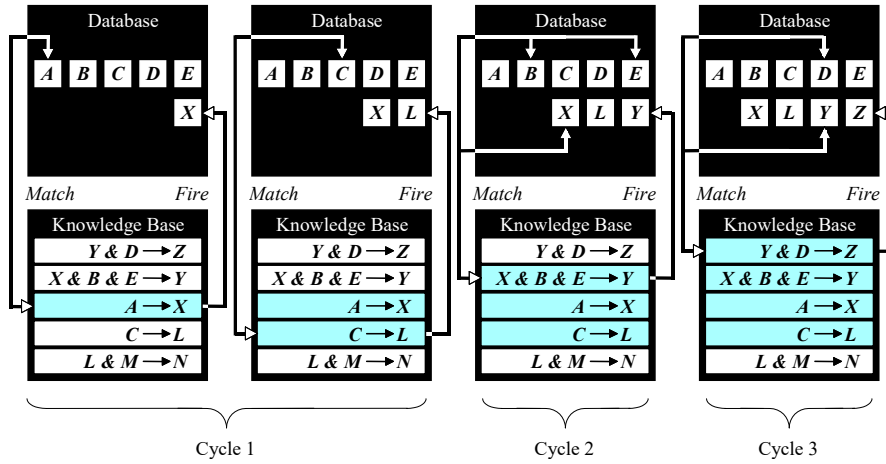 Database Database Database Database
A B C D E A B C D E A B C D E A B C D E
X X L X L Y X L Y Z
Match Fire Match Fire Match Fire Match Fire
Knowledge Base Knowledge Base Knowledge Base Knowledge Base
Y & D → Z Y & D → Z Y & D → Z Y & D → Z
X & B & E → Y X & B & E → Y X & B & E → Y X & B & E → Y
A → X A → X A → X A → X
C → L C → L C → L C → L
L & M → N L & M → N L & M → N L & M → N
Cycle 1 Cycle 2 Cycle 3